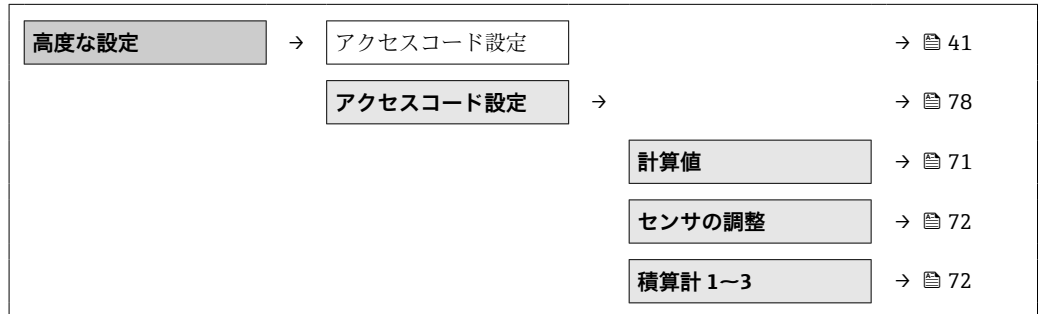 高度な設定 → アクセスコード設定 → 41
アクセスコード設定 → → 78
計算値 → 71
センサの調整 → 72
積算計 1〜3 → 72